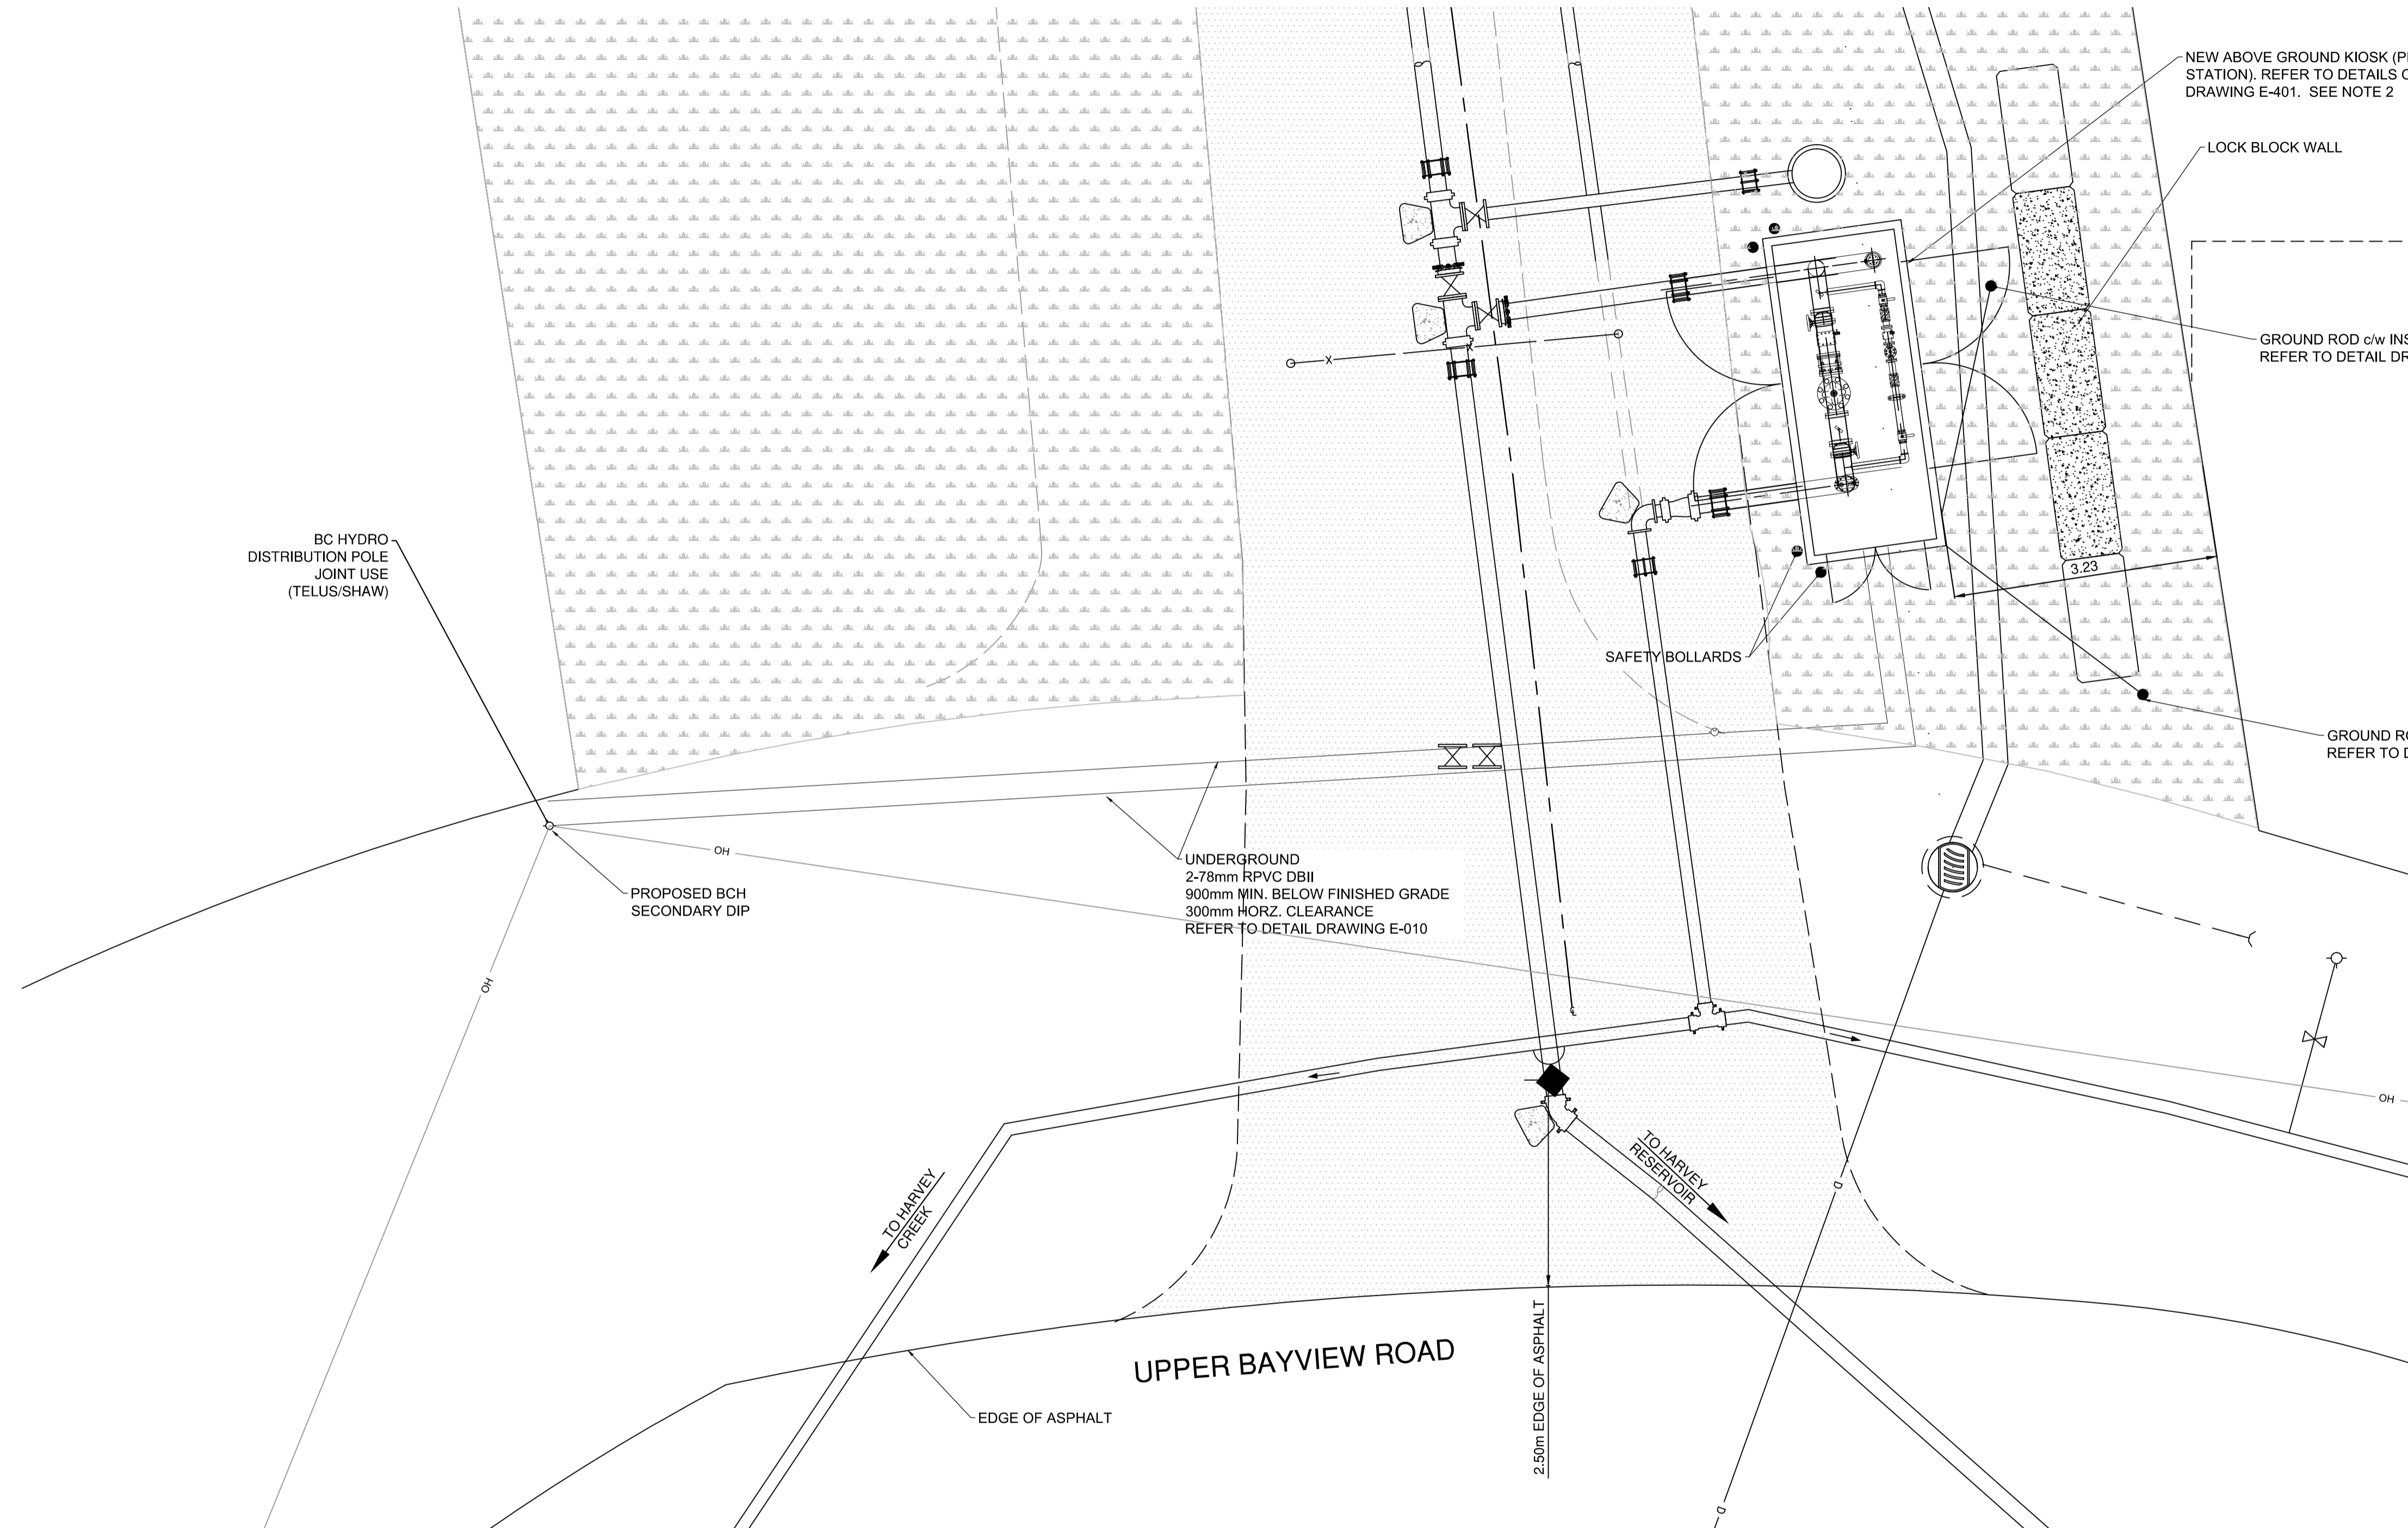 NEW ABOVE GROUND KIOSK
STATION). REFER TO DETAILS
DRAWING E-401. SEE NOTE 2
LOCK BLOCK WALL
GROUND ROD c/w
REFER TO DETAIL
X
BC HYDRO
DISTRIBUTION POLE
JOINT USE
(TELUS/SHAW)
3.23
SAFETY BOLLARDS
GROUND
REFER TO
OH
UNDERGROUND
2-78mm RPVC DBII
900mm MIN. BELOW FINISHED GRADE
300mm HORZ. CLEARANCE
REFER TO DETAIL DRAWING E-010
PROPOSED BCH
SECONDARY DIP
OH
OH
TO HARVEY
CREEK
TO HARVEY
RESERVOIR
D
2.50m EDGE OF ASPHALT
UPPER BAYVIEW ROAD
EDGE OF ASPHALT
D